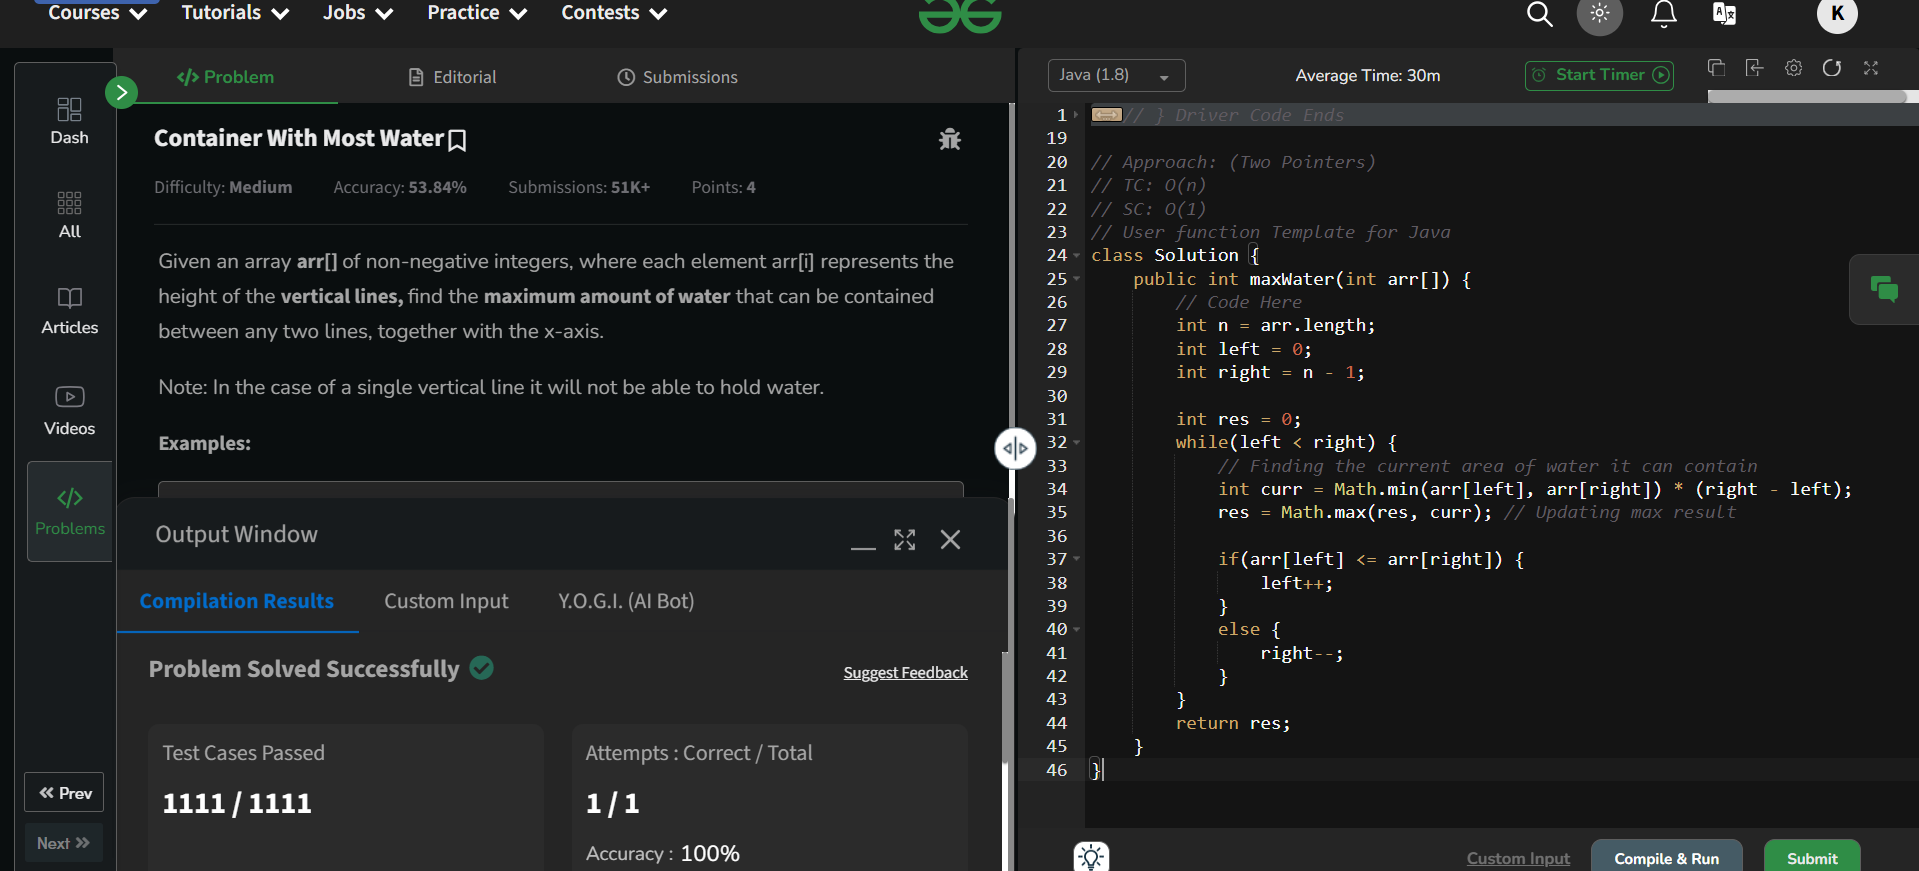 Courses
Tutorials
Jobs
Practice
Contests
K
Dash
All
Articles
Videos
Problems
Prev
Next
</> Problem
Editorial
Submissions
Container With Most Water
Difficulty: Medium Accuracy: 53.84% Submissions: 51K+ Points: 4
Given an array arr[] of non-negative integers, where each element arr[i] represents the
height of the vertical lines, find the maximum amount of water that can be contained
between any two lines, together with the x-axis.
Note: In the case of a single vertical line it will not be able to hold water.
Examples:
Output Window
Compilation Results
Custom Input
Y.O.G.I. (AI Bot)
Problem Solved Successfully
Suggest Feedback
Test Cases Passed
1111 / 1111
Attempts : Correct / Total
1 / 1
Accuracy : 100%
Java (1.8)
Average Time: 30m
Start Timer
1 // } Driver Code Ends
19
20 // Approach: (Two Pointers)
21 // TC: O(n)
22 // SC: O(1)
23 // User function Template for Java
24 class Solution {
25     public int maxWater(int arr[]) {
26         // Code Here
27         int n = arr.length;
28         int left = 0;
29         int right = n - 1;
30
31         int res = 0;
32         while(left < right) {
33             // Finding the current area of water it can contain
34             int curr = Math.min(arr[left], arr[right]) * (right - left);
35             res = Math.max(res, curr); // Updating max result
36
37             if(arr[left] <= arr[right]) {
38                 left++;
39             }
40             else {
41                 right--;
42             }
43         }
44         return res;
45     }
46 }
Custom Input
Compile & Run
Submit